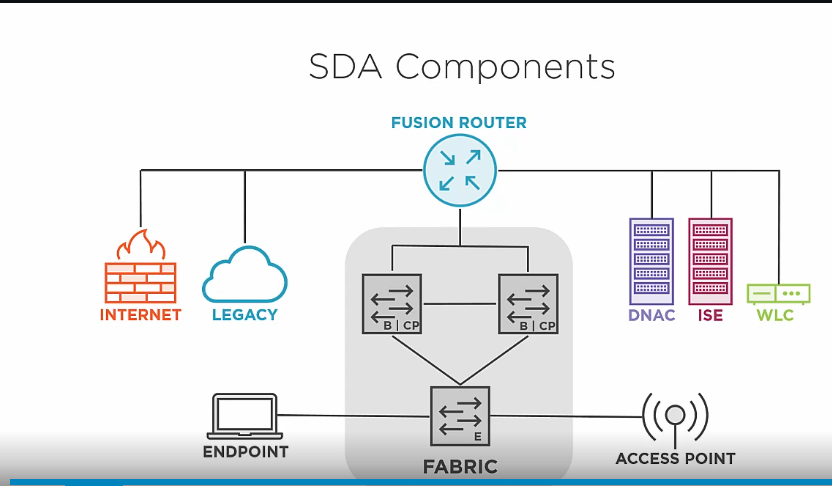 SDA Components
FUSION ROUTER
INTERNET
LEGACY
B | CP
B | CP
DNAC
ISE
WLC
E
ENDPOINT
FABRIC
ACCESS POINT